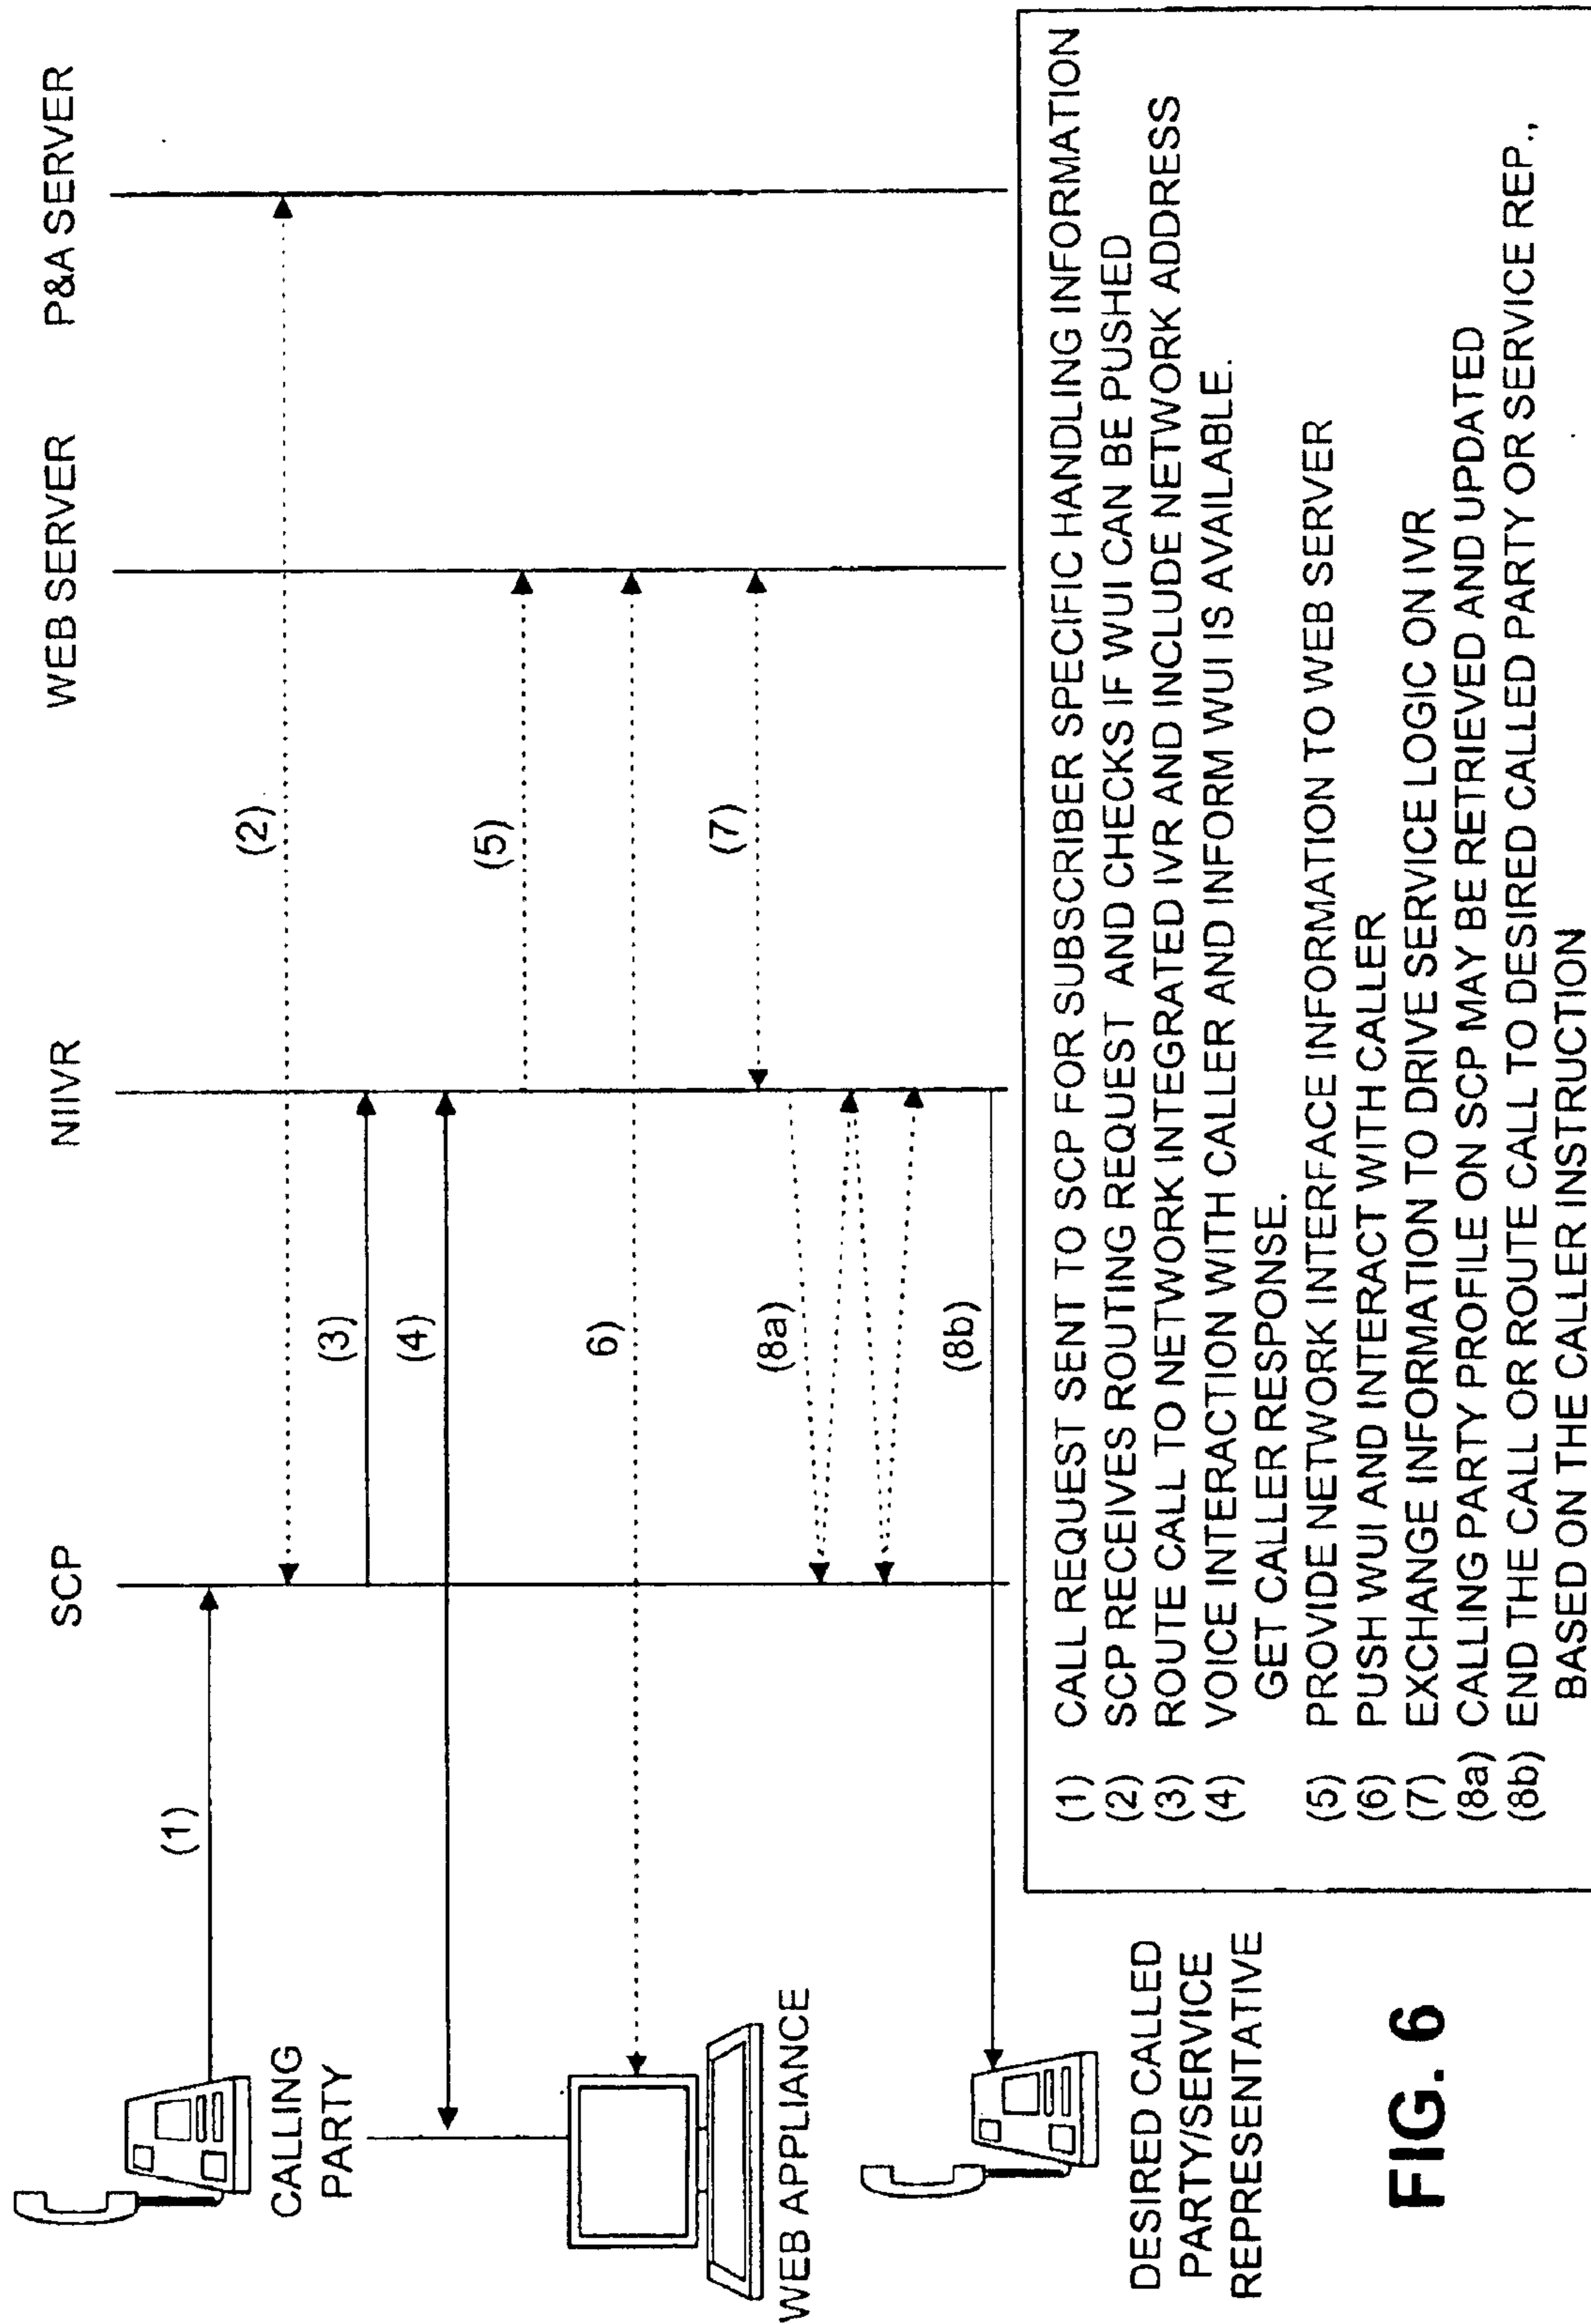 SCP
NIIVR
WEB SERVER
P&A SERVER
(1)
CALLING
PARTY
(2)
(3)
(4)
(5)
6)
WEB APPLIANCE
(7)
(8a)
(8b)
DESIRED CALLED
PARTY/SERVICE
REPRESENTATIVE
(1) CALL REQUEST SENT TO SCP FOR SUBSCRIBER SPECIFIC HANDLING INFORMATION
(2) SCP RECEIVES ROUTING REQUEST AND CHECKS IF WUI CAN BE PUSHED
(3) ROUTE CALL TO NETWORK INTEGRATED IVR AND INCLUDE NETWORK ADDRESS
(4) VOICE INTERACTION WITH CALLER AND INFORM WUI IS AVAILABLE.
GET CALLER RESPONSE.
(5) PROVIDE NETWORK INTERFACE INFORMATION TO WEB SERVER
(6) PUSH WUI AND INTERACT WITH CALLER
(7) EXCHANGE INFORMATION TO DRIVE SERVICE LOGIC ON IVR
(8a) CALLING PARTY PROFILE ON SCP MAY BE RETRIEVED AND UPDATED
(8b) END THE CALL OR ROUTE CALL TO DESIRED CALLED PARTY OR SERVICE REP.,
BASED ON THE CALLER INSTRUCTION
FIG. 6